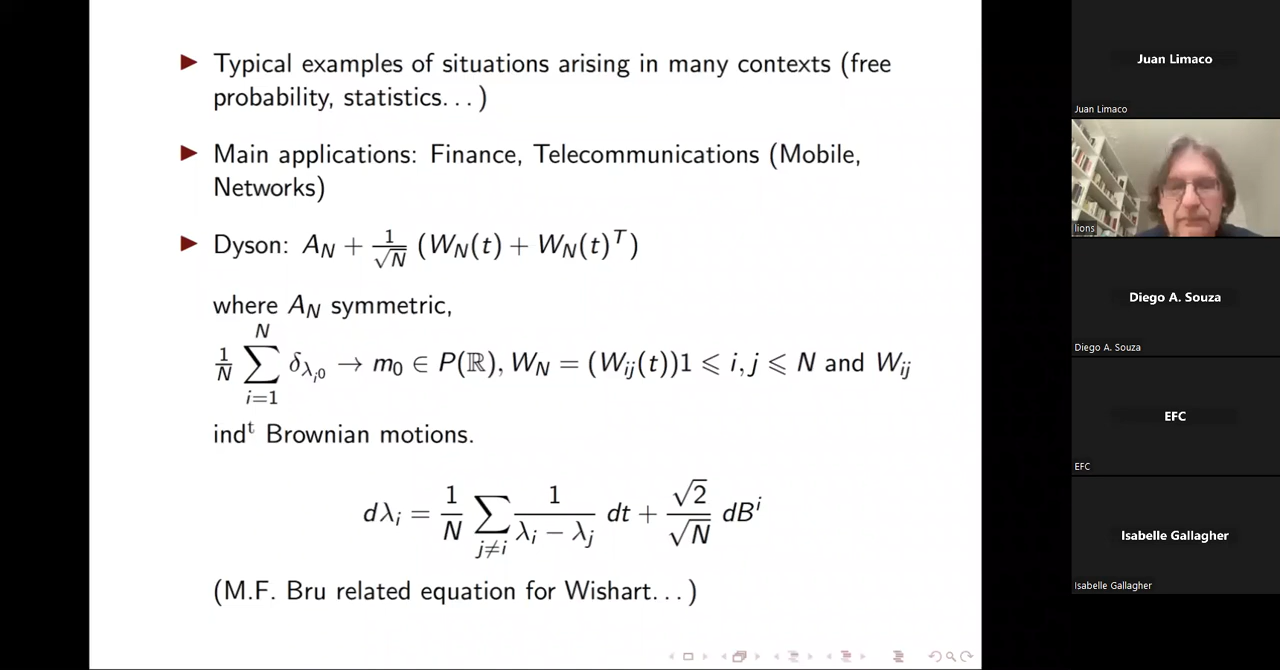 ► Typical examples of situations arising in many contexts (free
probability, statistics...)
► Main applications: Finance, Telecommunications (Mobile,
Networks)
► Dyson: A_N + 1/√N (W_N(t) + W_N(t)^T)
where A_N symmetric,
1/N ∑_{i=1}^{N} δ_{λ_i0} → m_0 ∈ P(ℝ), W_N = (W_ij(t))1 ⩽ i, j ⩽ N and W_ij
ind^t Brownian motions.
dλ_i = 1/N ∑_{j≠i} 1/(λ_i − λ_j) dt + √2/√N dB^i
(M.F. Bru related equation for Wishart...)
Juan Limaco
Juan Limaco
lions
Diego A. Souza
Diego A. Souza
EFC
EFC
Isabelle Gallagher
Isabelle Gallagher